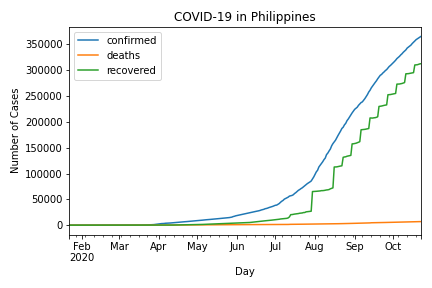 COVID-19 in Philippines
confirmed
deaths
recovered
Number of Cases
350000
300000
250000
200000
150000
100000
50000
0
Feb Mar Apr May Jun Jul Aug Sep Oct
2020
Day